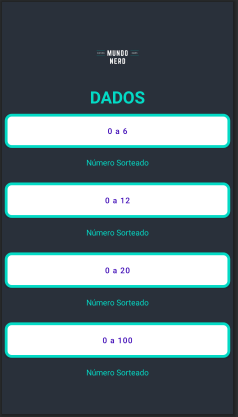 MUNDO
NERD
DADOS
0 a 6
Número Sorteado
0 a 12
Número Sorteado
0 a 20
Número Sorteado
0 a 100
Número Sorteado